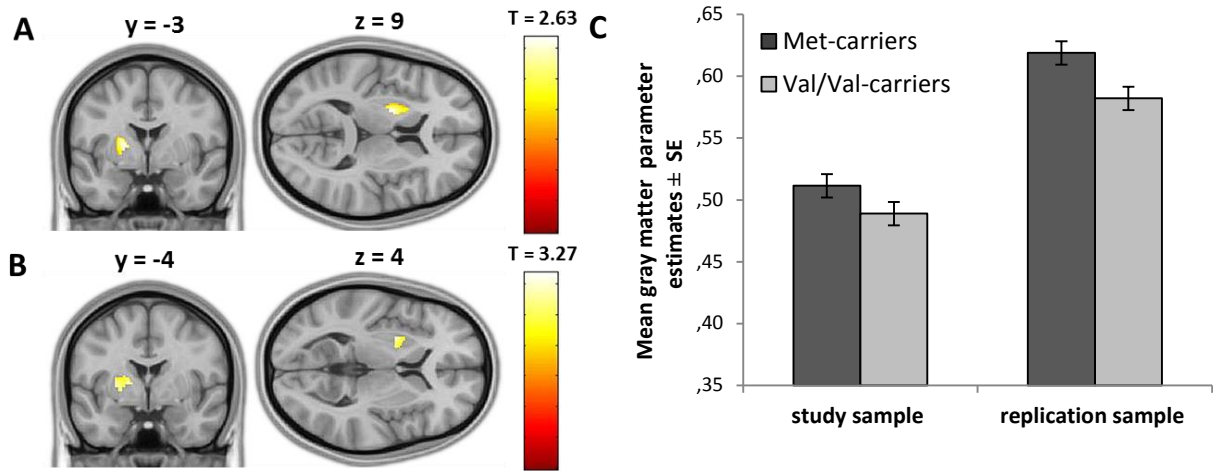 A
y = -3
z = 9
T = 2.63
B
y = -4
z = 4
T = 3.27
C
Mean gray matter parameter
estimates ± SE
,65
,60
,55
,50
,45
,40
,35
Met-carriers
Val/Val-carriers
study sample
replication sample